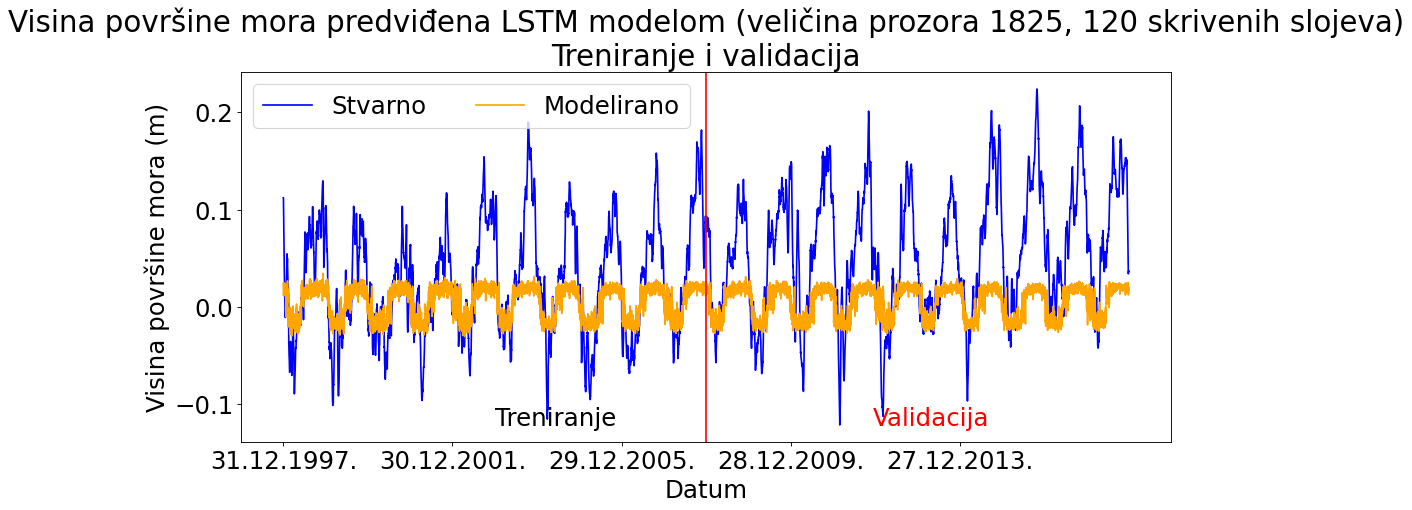 Visina površine mora predviđena LSTM modelom (veličina prozora 1825, 120 skrivenih slojeva)
Treniranje i validacija
Stvarno
Modelirano
Visina površine mora (m)
0.2
0.1
0.0
−0.1
Treniranje
Validacija
31.12.1997.
30.12.2001.
29.12.2005.
28.12.2009.
27.12.2013.
Datum